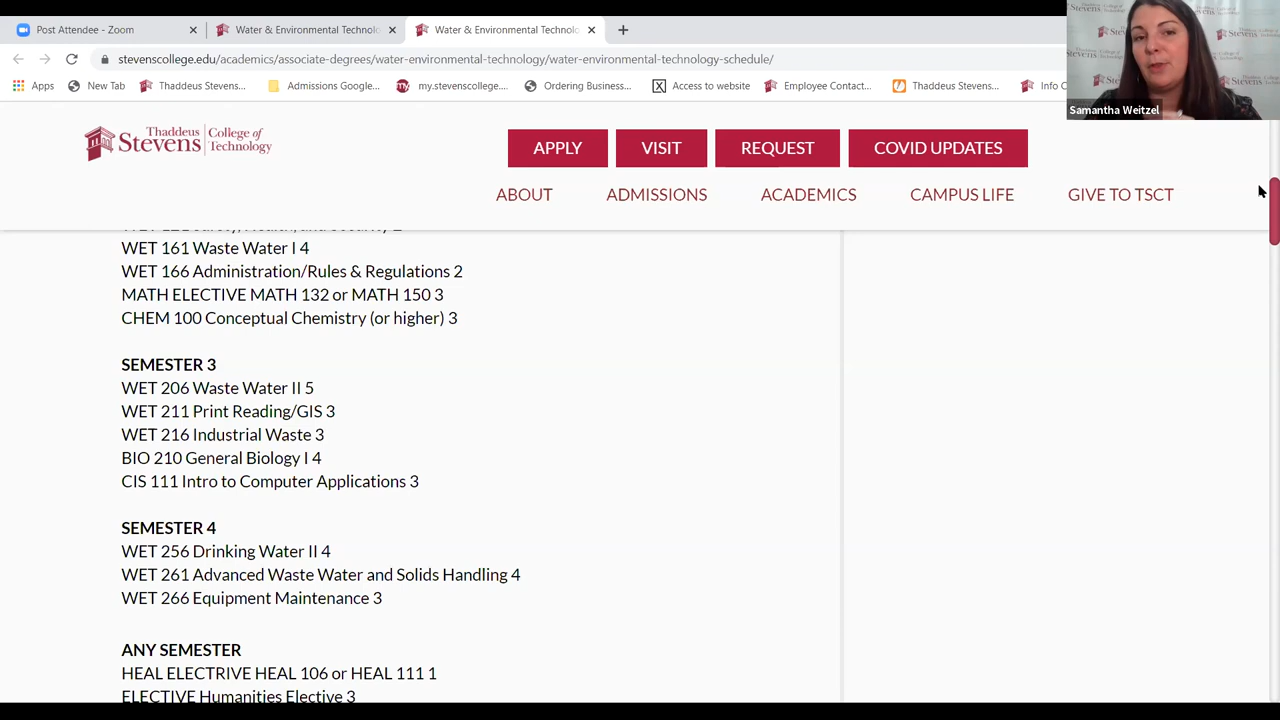 Post Attendee - Zoom
Water & Environmental Technolo
Water & Environmental Technolo
stevenscollege.edu/academics/associate-degrees/water-environmental-technology/water-environmental-technology-schedule/
Apps
New Tab
Thaddeus Stevens...
Admissions Google...
my.stevenscollege....
Ordering Business...
Access to website
Employee Contact...
Thaddeus Stevens...
Info C
Samantha Weitzel
Thaddeus Stevens College of Technology
APPLY
VISIT
REQUEST
COVID UPDATES
ABOUT
ADMISSIONS
ACADEMICS
CAMPUS LIFE
GIVE TO TSCT
WET 161 Waste Water I 4
WET 166 Administration/Rules & Regulations 2
MATH ELECTIVE MATH 132 or MATH 150 3
CHEM 100 Conceptual Chemistry (or higher) 3
SEMESTER 3
WET 206 Waste Water II 5
WET 211 Print Reading/GIS 3
WET 216 Industrial Waste 3
BIO 210 General Biology I 4
CIS 111 Intro to Computer Applications 3
SEMESTER 4
WET 256 Drinking Water II 4
WET 261 Advanced Waste Water and Solids Handling 4
WET 266 Equipment Maintenance 3
ANY SEMESTER
HEAL ELECTRIVE HEAL 106 or HEAL 111 1
ELECTIVE Humanities Elective 3